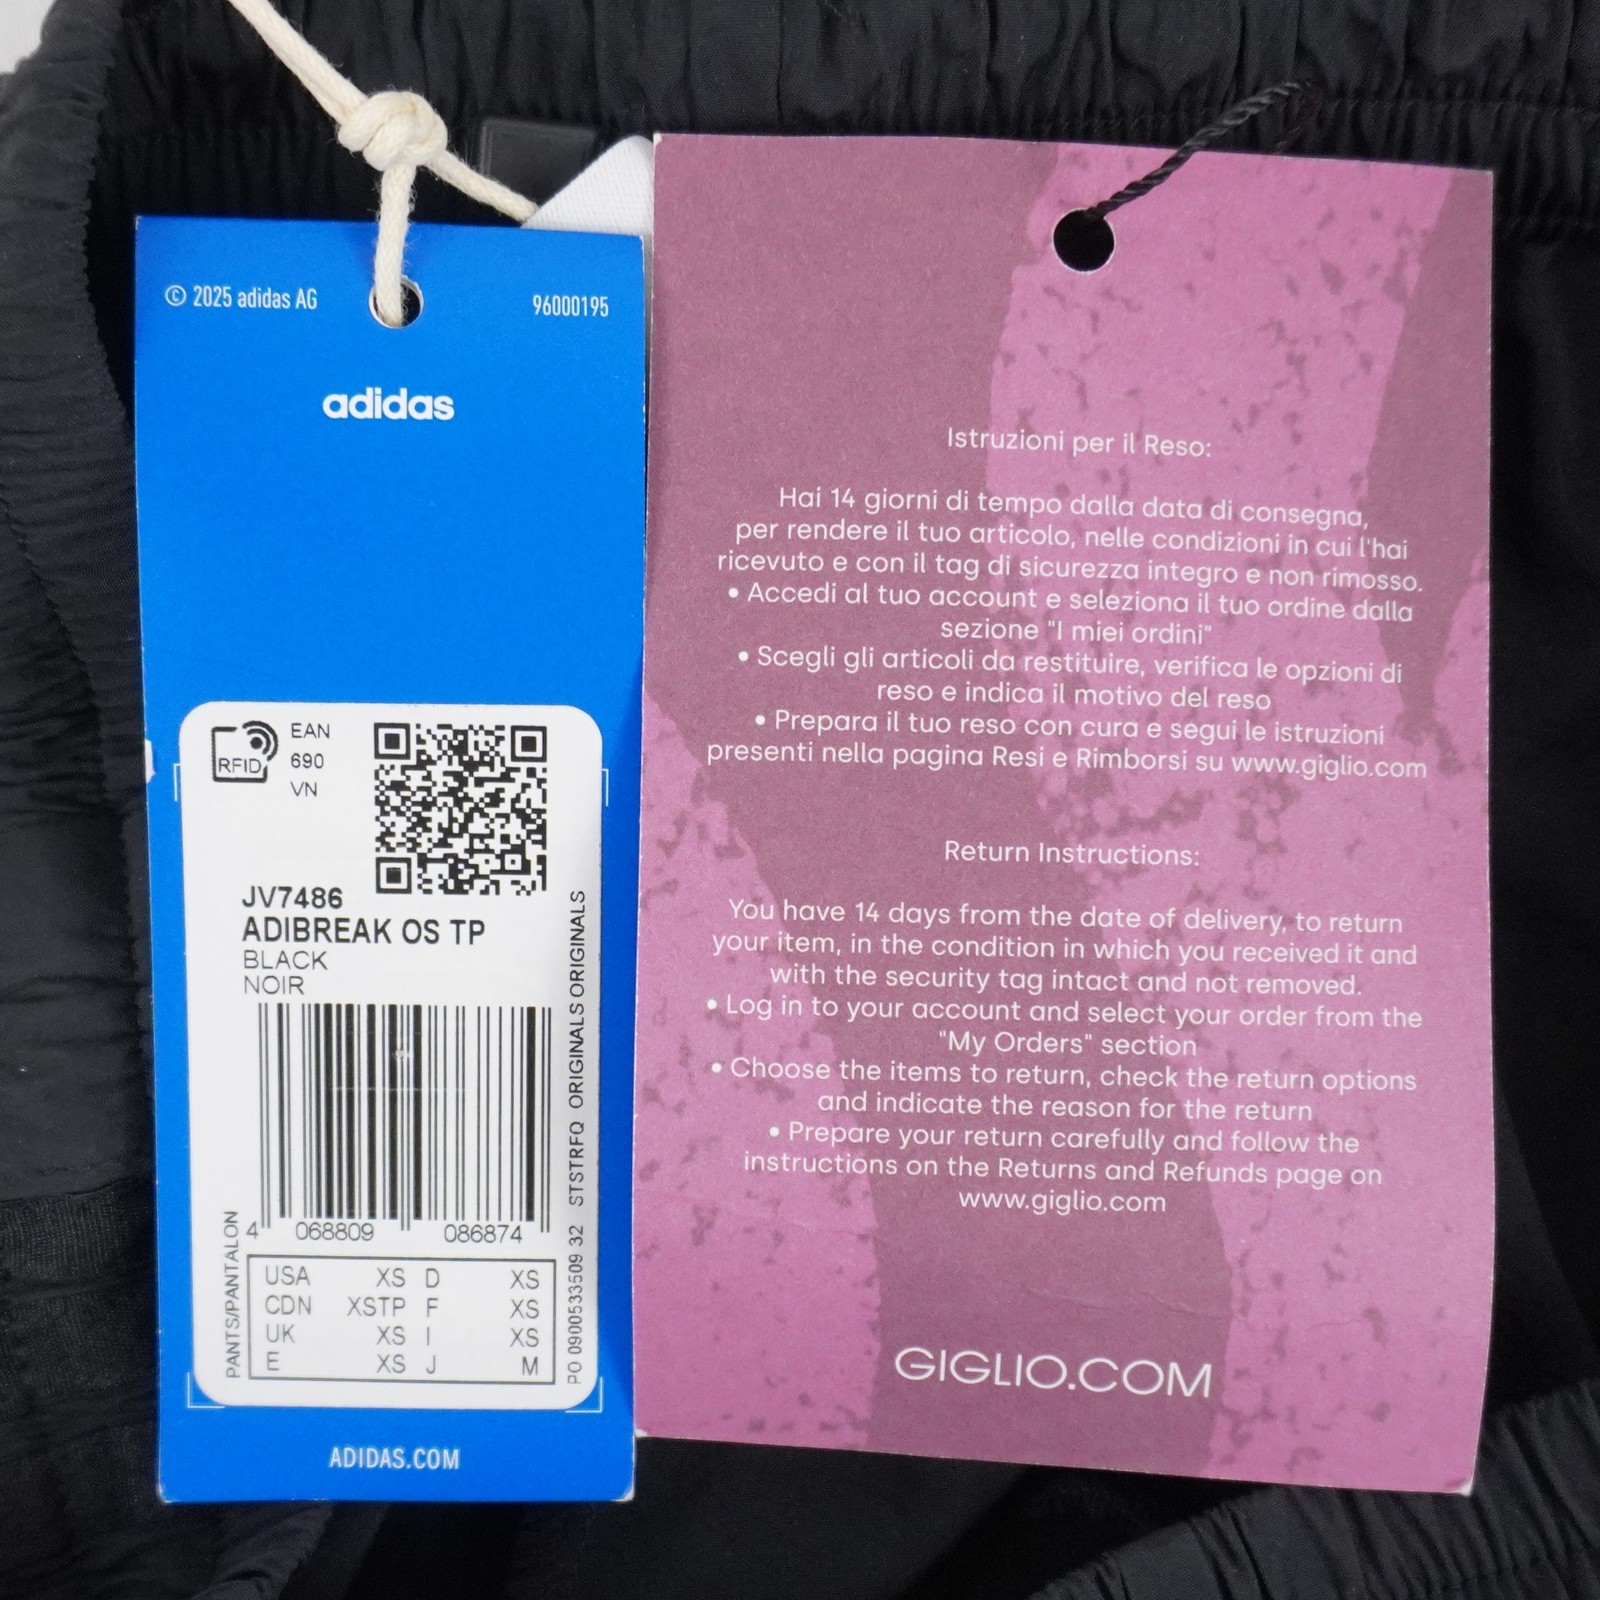 © 2025 adidas AG
96000195
adidas
RFID
EAN
690
VN
JV7486
ADIBREAK OS TP
BLACK
NOIR
4 068809 086874
PANTS/PANTALON
PO 0900533509 32 STSTRFQ ORIGINALS ORIGINALS
USA XS D XS
CDN XSTP F XS
UK XS I XS
E XS J M
ADIDAS.COM
Istruzioni per il Reso:
Hai 14 giorni di tempo dalla data di consegna,
per rendere il tuo articolo, nelle condizioni in cui l'hai
ricevuto e con il tag di sicurezza integro e non rimosso.
• Accedi al tuo account e seleziona il tuo ordine dalla
sezione "I miei ordini"
• Scegli gli articoli da restituire, verifica le opzioni di
reso e indica il motivo del reso
• Prepara il tuo reso con cura e segui le istruzioni
presenti nella pagina Resi e Rimborsi su www.giglio.com
Return Instructions:
You have 14 days from the date of delivery, to return
your item, in the condition in which you received it and
with the security tag intact and not removed.
• Log in to your account and select your order from the
"My Orders" section
• Choose the items to return, check the return options
and indicate the reason for the return
• Prepare your return carefully and follow the
instructions on the Returns and Refunds page on
www.giglio.com
GIGLIO.COM